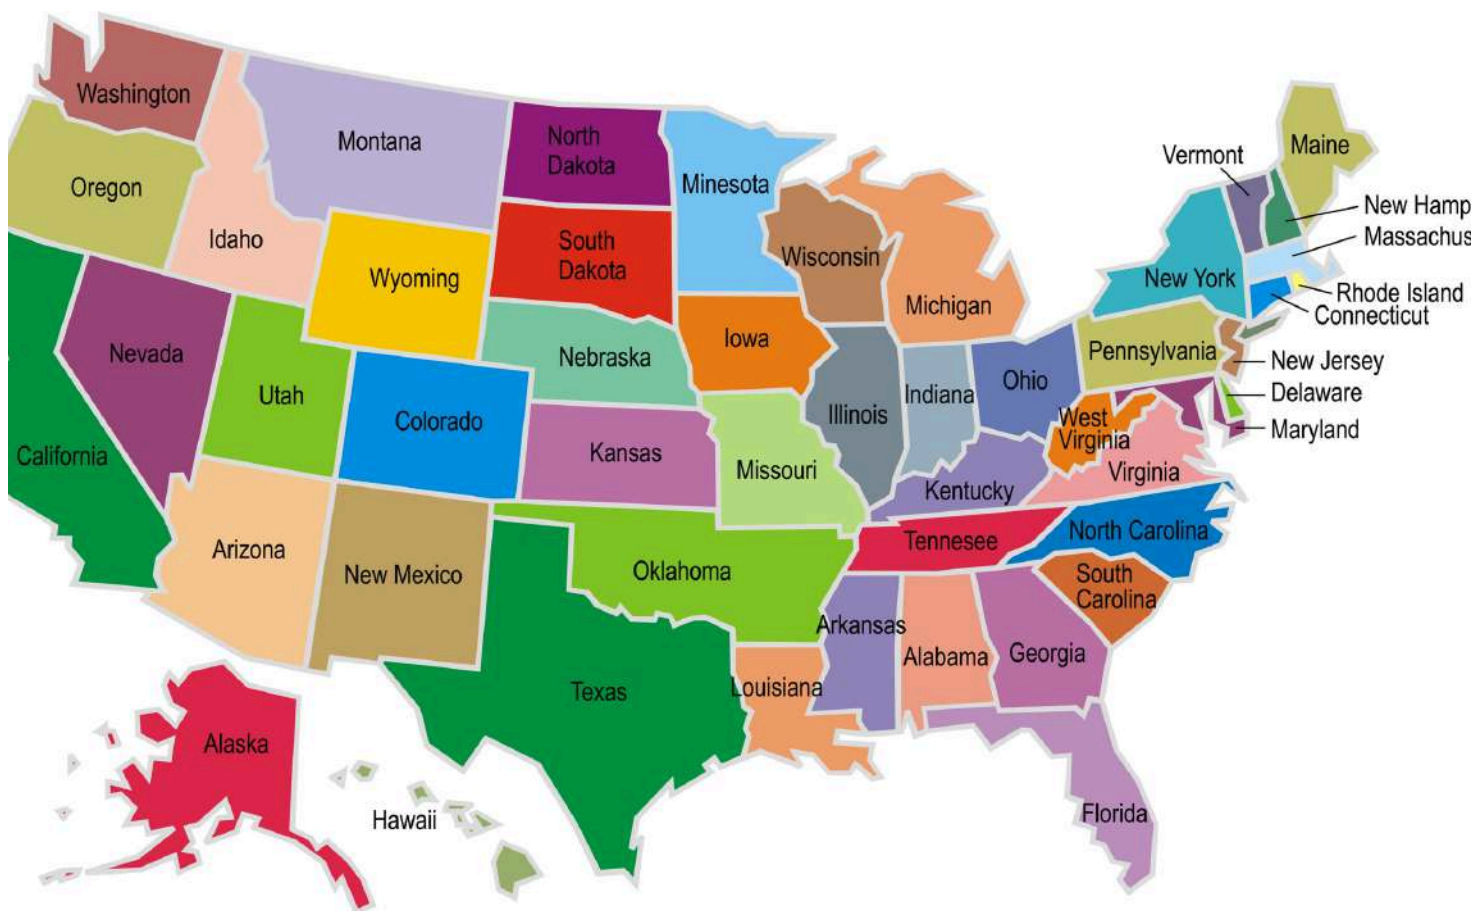 Washington
Oregon
Idaho
Montana
North
Dakota
Minesota
South
Dakota
Wyoming
Wisconsin
Michigan
Vermont
Maine
New Hamp
Massachus
New York
Rhode Island
Connecticut
Nevada
Utah
Colorado
Nebraska
Iowa
Illinois
Indiana
Ohio
Pennsylvania
New Jersey
Delaware
Maryland
West
Virginia
Virginia
California
Kansas
Missouri
Kentucky
Arizona
New Mexico
Oklahoma
Tennesee
North Carolina
South
Carolina
Arkansas
Alabama
Georgia
Texas
Louisiana
Alaska
Hawaii
Florida